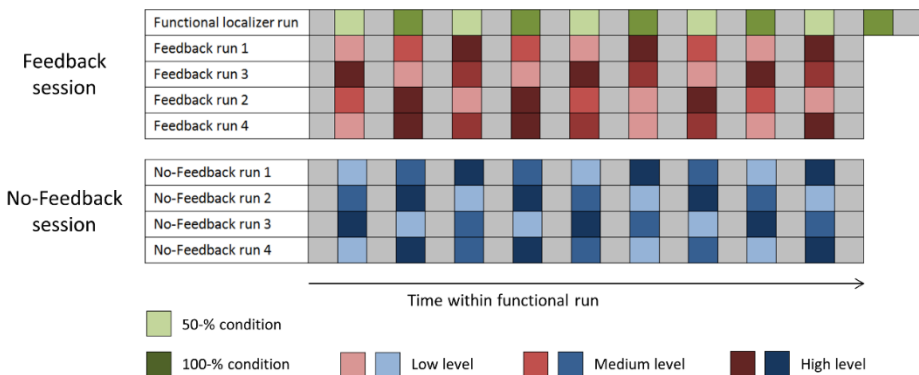 Functional localizer run
Feedback
session
Feedback run 1
Feedback run 3
Feedback run 2
Feedback run 4
No-Feedback
session
No-Feedback run 1
No-Feedback run 2
No-Feedback run 3
No-Feedback run 4
Time within functional run
50-% condition
100-% condition
Low level
Medium level
High level